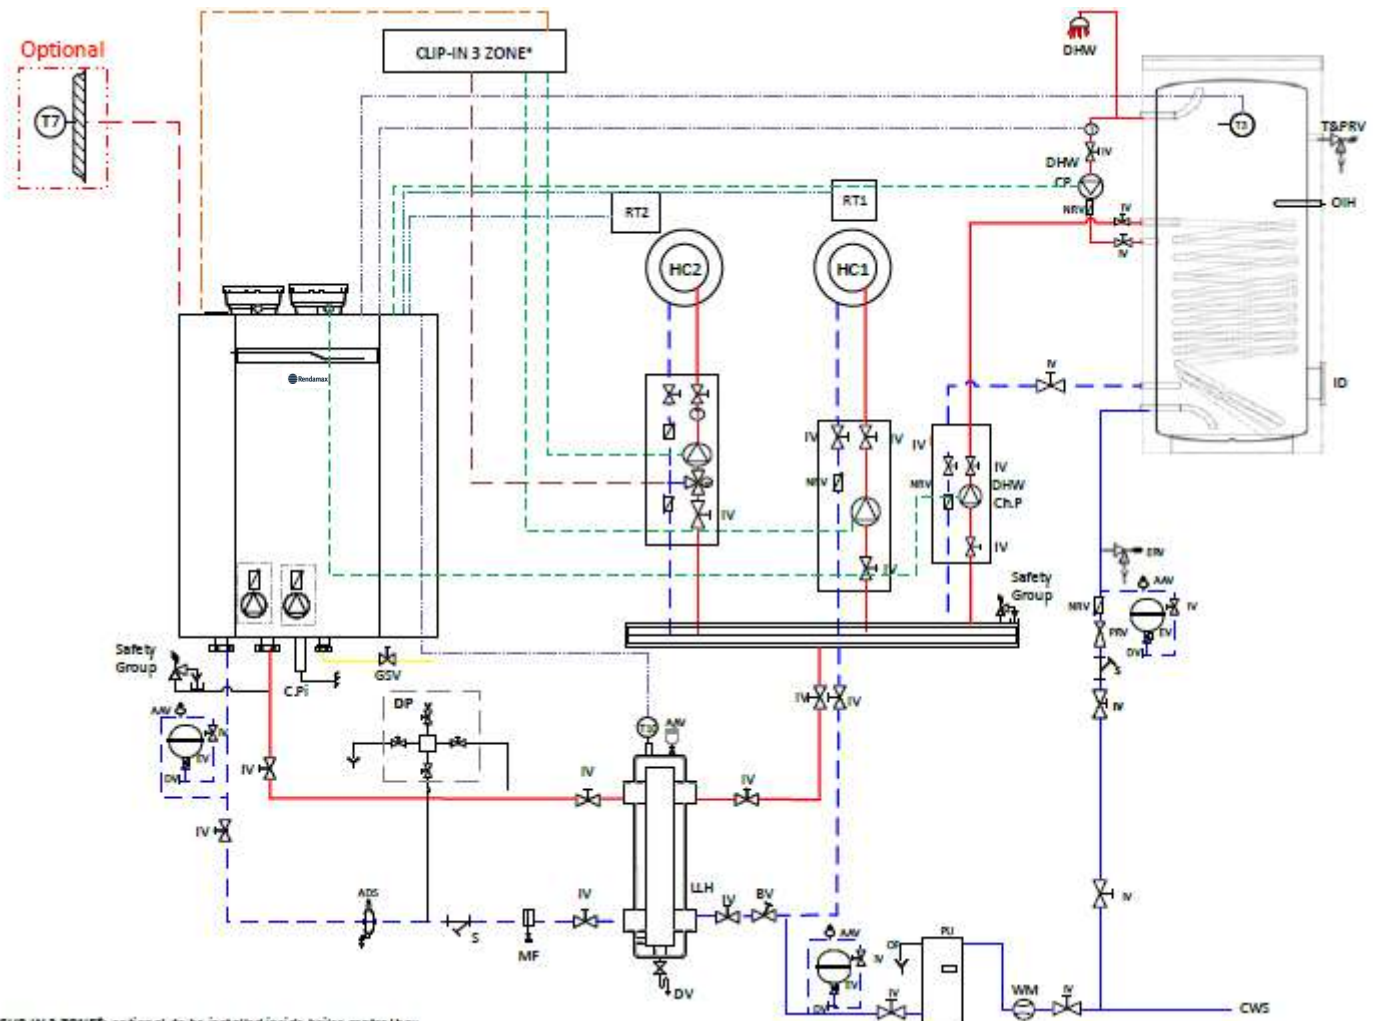 Optional
T7
CLIP-IN 3 ZONE*
DHW
T3
T&PRV
IV
DHW
CP
NRV
IV
IV
OIH
RT2
RT1
HC2
HC1
IV
ID
Rendamax
IV
IV
IV
IV
NRV
NRV
DHW
Ch.P
IV
IV
IV
Safety
Group
AAV
NRV
IV
PRV
EV
DV
S
IV
Safety
Group
C.Pi
GSV
DP
AAV
IV
EV
DV
IV
IV
IV
IV
AAV
IV
IV
IV
ADS
S
MF
IV
LLH
IV
BV
DV
AAV
IV
EV
DV
IV
PU
WM
IV
CWS